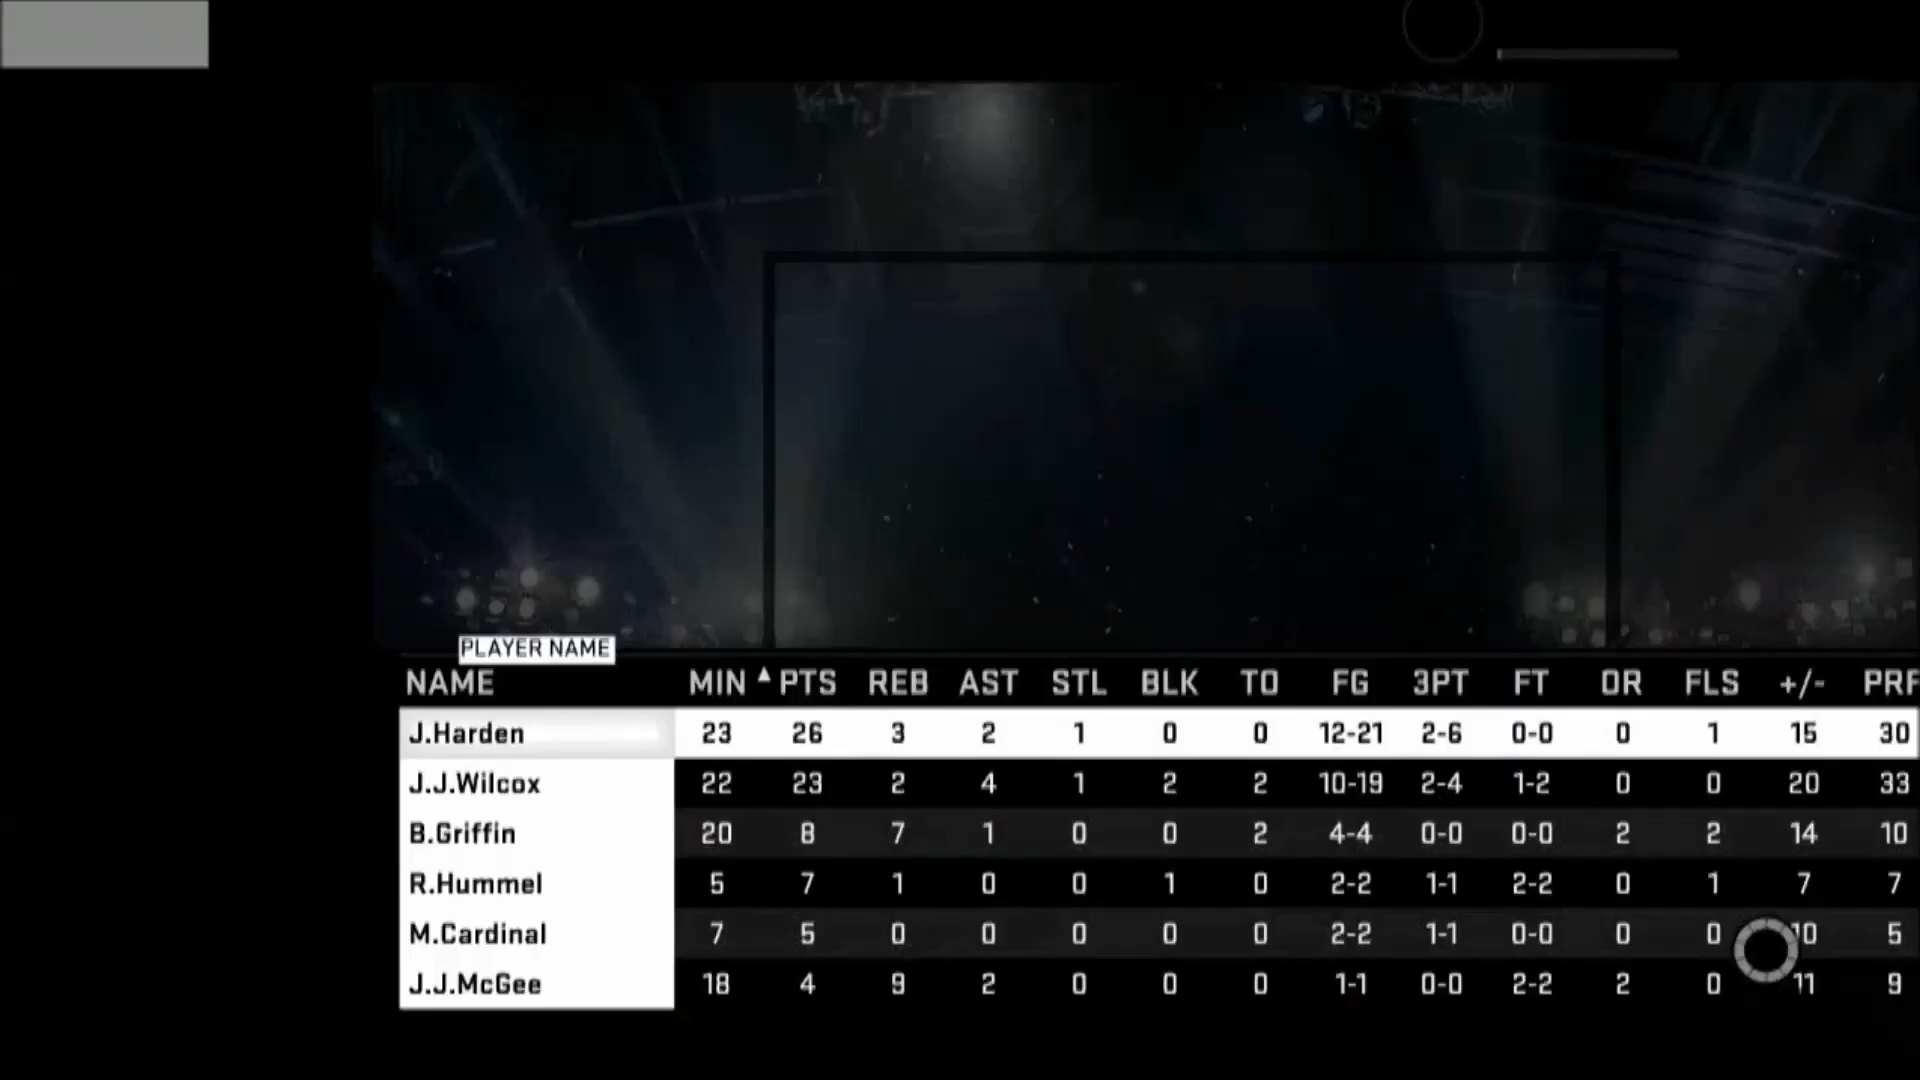 PLAYER NAME
NAME MIN ▲ PTS REB AST STL BLK TO FG 3PT FT OR FLS +/- PRF
J.Harden 23 26 3 2 1 0 0 12-21 2-6 0-0 0 1 15 30
J.J.Wilcox 22 23 2 4 1 2 2 10-19 2-4 1-2 0 0 20 33
B.Griffin 20 8 7 1 0 0 2 4-4 0-0 0-0 2 2 14 10
R.Hummel 5 7 1 0 0 1 0 2-2 1-1 2-2 0 1 7 7
M.Cardinal 7 5 0 0 0 0 0 2-2 1-1 0-0 0 0 10 5
J.J.McGee 18 4 9 2 0 0 0 1-1 0-0 2-2 2 0 11 9